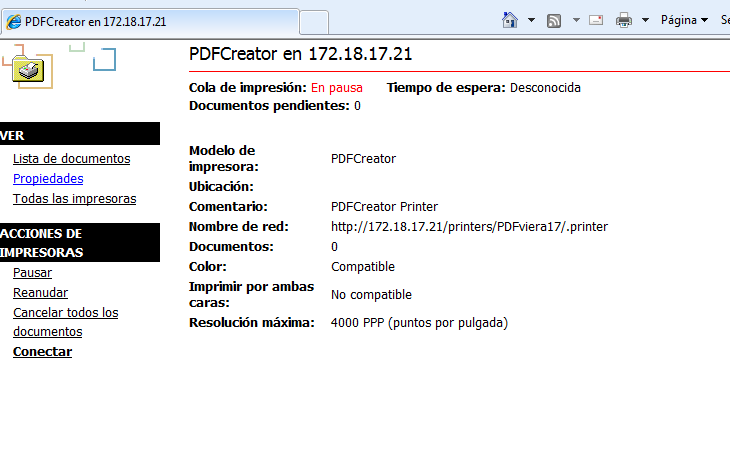 PDFCreator en 172.18.17.21
Página
PDFCreator en 172.18.17.21
Cola de impresión: En pausa Tiempo de espera: Desconocida
Documentos pendientes: 0
VER
Lista de documentos
Propiedades
Todas las impresoras
ACCIONES DE
IMPRESORAS
Pausar
Reanudar
Cancelar todos los
documentos
Conectar
Modelo de
impresora: PDFCreator
Ubicación:
Comentario: PDFCreator Printer
Nombre de red: http://172.18.17.21/printers/PDFviera17/.printer
Documentos: 0
Color: Compatible
Imprimir por ambas
caras: No compatible
Resolución máxima: 4000 PPP (puntos por pulgada)